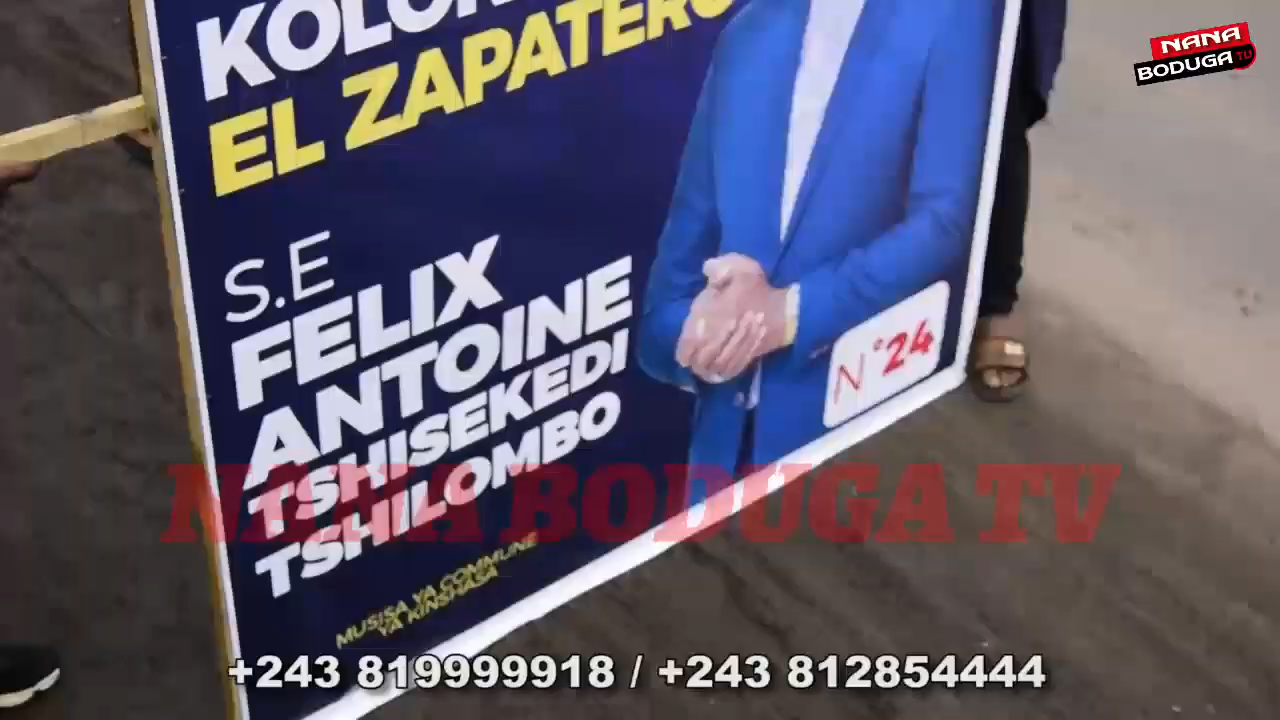 NANA
BODUGA TV
EL ZAPATERO
S.E
FELIX
ANTOINE
TSHISEKEDI
TSHILOMBO
N°24
NANA BODUGA TV
MUSISA YA COMMUNE
YA KINSHASA
+243 819999918 / +243 812854444